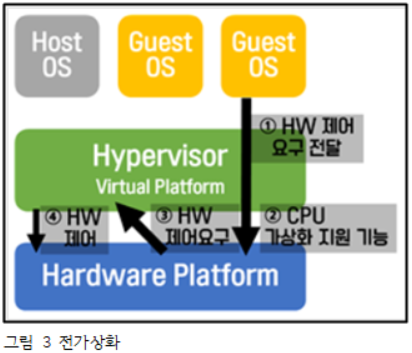 Host
OS
Guest
OS
Guest
OS
① HW 제어
요구 전달
Hypervisor
Virtual Platform
④ HW
제어
③ HW
제어요구
② CPU
가상화 지원 기능
Hardware Platform
그림 3 전가상화